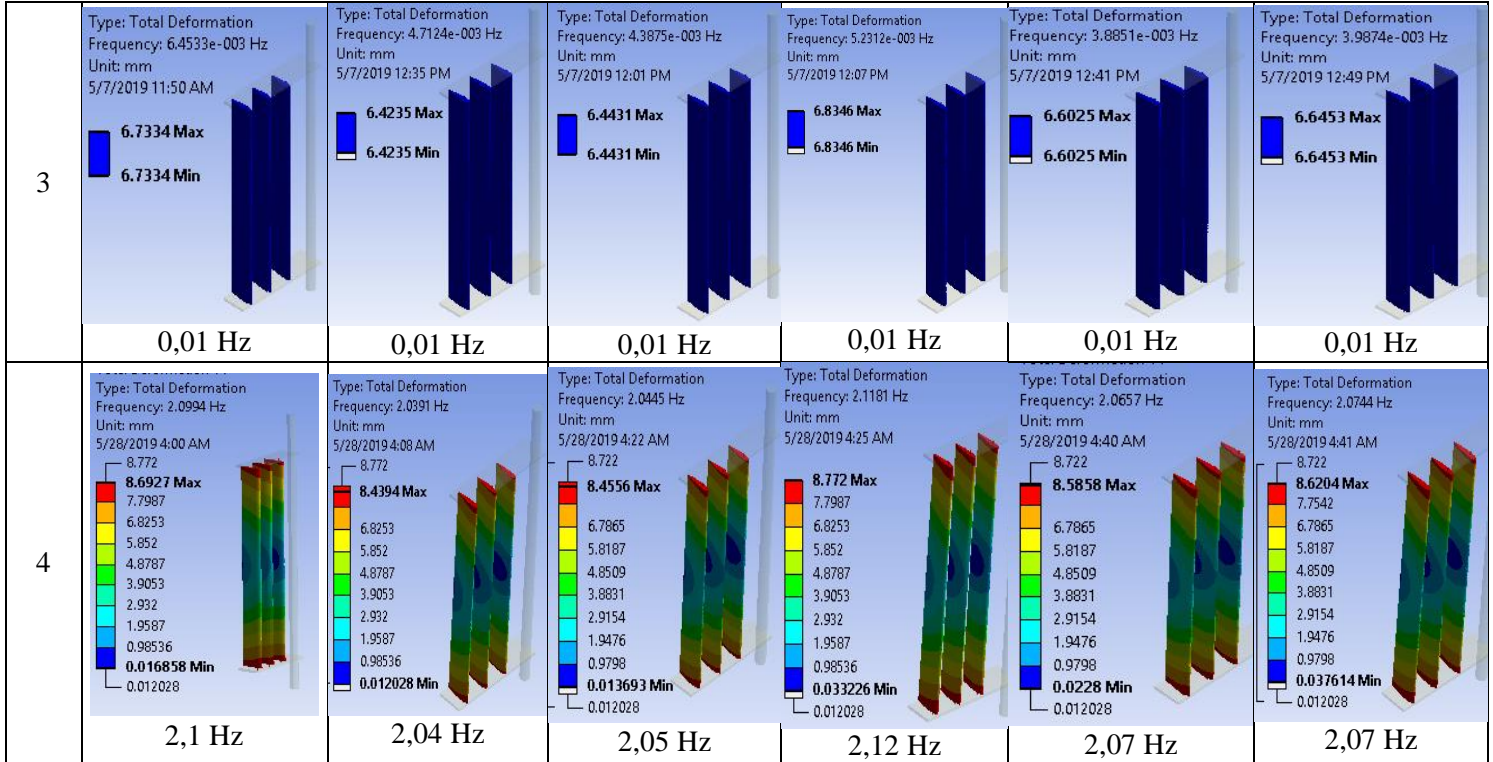 3
Type: Total Deformation
Frequency: 6.4533e-003 Hz
Unit: mm
5/7/2019 11:50 AM
6.7334 Max
6.7334 Min
0,01 Hz
Type: Total Deformation
Frequency: 4.7124e-003 Hz
Unit: mm
5/7/2019 12:35 PM
6.4235 Max
6.4235 Min
0,01 Hz
Type: Total Deformation
Frequency: 4.3875e-003 Hz
Unit: mm
5/7/2019 12:01 PM
6.4431 Max
6.4431 Min
0,01 Hz
Type: Total Deformation
Frequency: 5.2312e-003 Hz
Unit: mm
5/7/2019 12:07 PM
6.8346 Max
6.8346 Min
0,01 Hz
Type: Total Deformation
Frequency: 3.8851e-003 Hz
Unit: mm
5/7/2019 12:41 PM
6.6025 Max
6.6025 Min
0,01 Hz
Type: Total Deformation
Frequency: 3.9874e-003 Hz
Unit: mm
5/7/2019 12:49 PM
6.6453 Max
6.6453 Min
0,01 Hz
4
Type: Total Deformation
Frequency: 2.0994 Hz
Unit: mm
5/28/2019 4:00 AM
8.772
8.6927 Max
7.7987
6.8253
5.852
4.8787
3.9053
2.932
1.9587
0.98536
0.016858 Min
0.012028
2,1 Hz
Type: Total Deformation
Frequency: 2.0391 Hz
Unit: mm
5/28/2019 4:08 AM
8.772
8.4394 Max
6.8253
5.852
4.8787
3.9053
2.932
1.9587
0.98536
0.012028 Min
2,04 Hz
Type: Total Deformation
Frequency: 2.0445 Hz
Unit: mm
5/28/2019 4:22 AM
8.722
8.4556 Max
6.7865
5.8187
4.8509
3.8831
2.9154
1.9476
0.9798
0.013693 Min
0.012028
2,05 Hz
Type: Total Deformation
Frequency: 2.1181 Hz
Unit: mm
5/28/2019 4:25 AM
8.772 Max
7.7987
6.8253
5.852
4.8787
3.9053
2.932
1.9587
0.98536
0.033226 Min
0.012028
2,12 Hz
Type: Total Deformation
Frequency: 2.0657 Hz
Unit: mm
5/28/2019 4:40 AM
8.722
8.5858 Max
6.7865
5.8187
4.8509
3.8831
2.9154
1.9476
0.9798
0.0228 Min
0.012028
2,07 Hz
Type: Total Deformation
Frequency: 2.0744 Hz
Unit: mm
5/28/2019 4:41 AM
8.722
8.6204 Max
7.7542
6.7865
5.8187
4.8509
3.8831
2.9154
1.9476
0.9798
0.037614 Min
0.012028
2,07 Hz